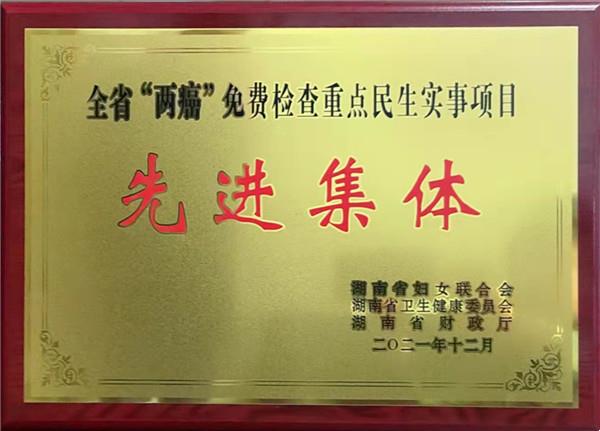 全省“两癌”免费检查重点民生实事项目
先进集体
湖南省妇女联合会
湖南省卫生健康委员会
湖南省财政厅
二〇二一年十二月